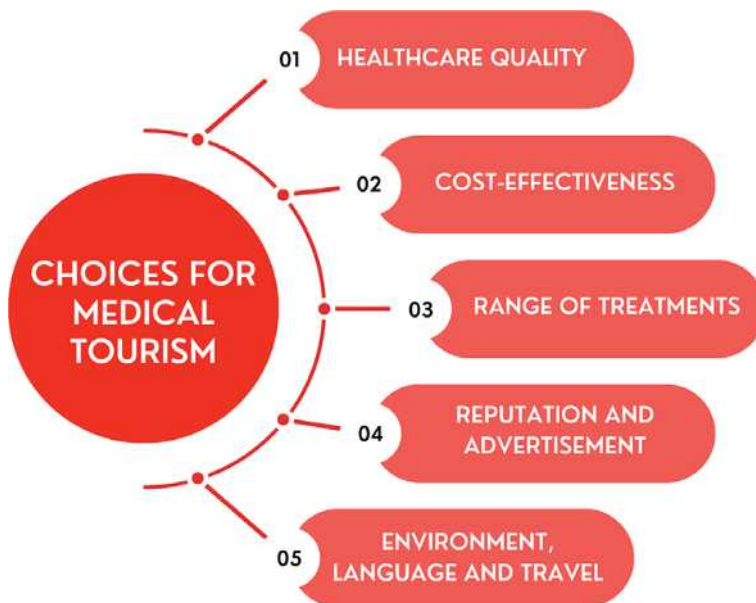 CHOICES FOR
MEDICAL
TOURISM
01
HEALTHCARE QUALITY
02
COST-EFFECTIVENESS
03
RANGE OF TREATMENTS
04
REPUTATION AND
ADVERTISEMENT
05
ENVIRONMENT,
LANGUAGE AND TRAVEL